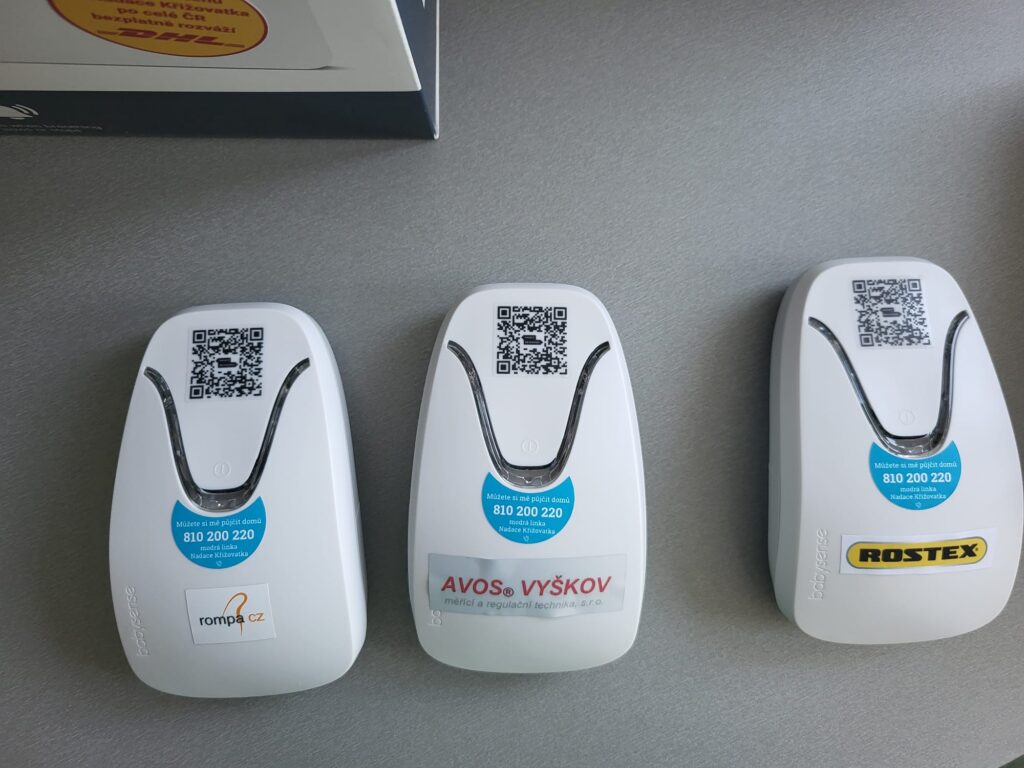 Nadace Křižovatka
po celé ČR
bezplatně rozváží
DHL
Můžete si mě půjčit domů
810 200 220
modrá linka
Nadace Křižovatka
babysense
rompa cz
Můžete si mě půjčit domů
810 200 220
modrá linka
Nadace Křižovatka
AVOS® VYŠKOV
měřicí a regulační technika, s.r.o.
Můžete si mě půjčit domů
810 200 220
modrá linka
Nadace Křižovatka
babysense
ROSTEX